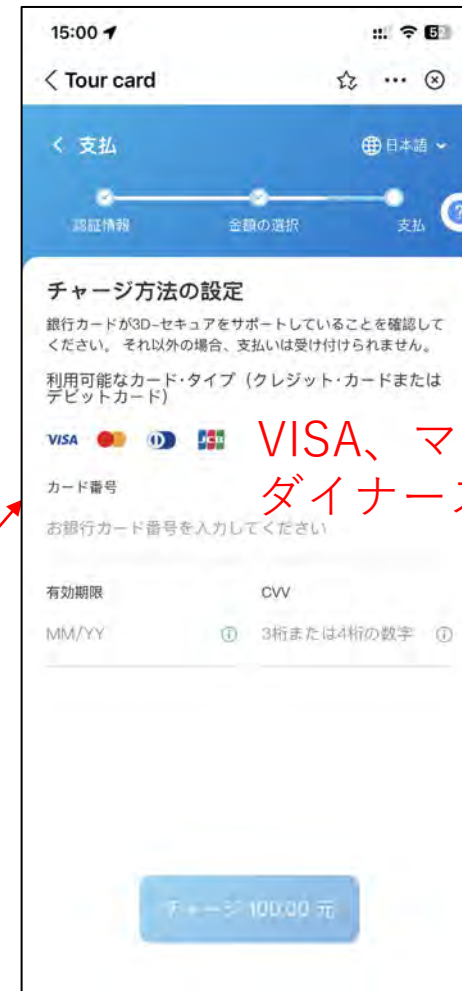 15:00
52
Tour card
支払
日本語
認証情報
金額の選択
支払
?
チャージ方法の設定
銀行カードが3D-セキュアをサポートしていることを確認して
ください。 それ以外の場合、支払いは受け付けられません。
利用可能なカード・タイプ（クレジット・カードまたは
デビットカード）
VISA
JCB
VISA、マ
ダイナース
カード番号
お銀行カード番号を入力してください
有効期限
CVV
MM/YY
3桁または4桁の数字
チャージ 100.00 元